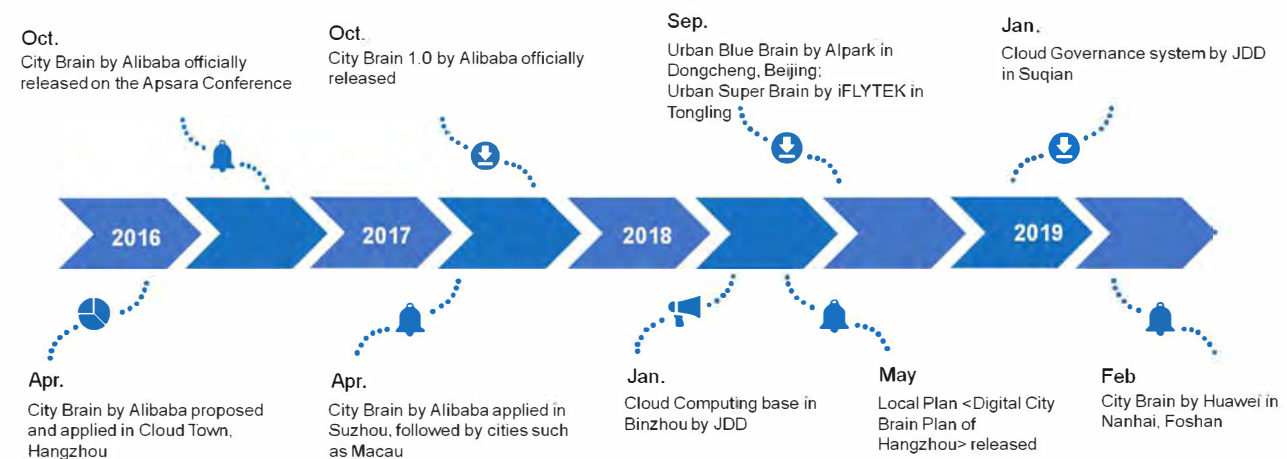 Oct.
City Brain by Alibaba officially
released on the Apsara Conference
Oct.
City Brain 1.0 by Alibaba officially
released
Sep.
Urban Blue Brain by AIpark in
Dongcheng, Beijing;
Urban Super Brain by iFLYTEK in
Tongling
Jan.
Cloud Governance system by JDD
in Suqian
2016
2017
2018
2019
Apr.
City Brain by Alibaba proposed
and applied in Cloud Town,
Hangzhou
Apr.
City Brain by Alibaba applied in
Suzhou, followed by cities such
as Macau
Jan.
Cloud Computing base in
Binzhou by JDD
May
Local Plan <Digital City
Brain Plan of
Hangzhou> released
Feb
City Brain by Huawei in
Nanhai, Foshan